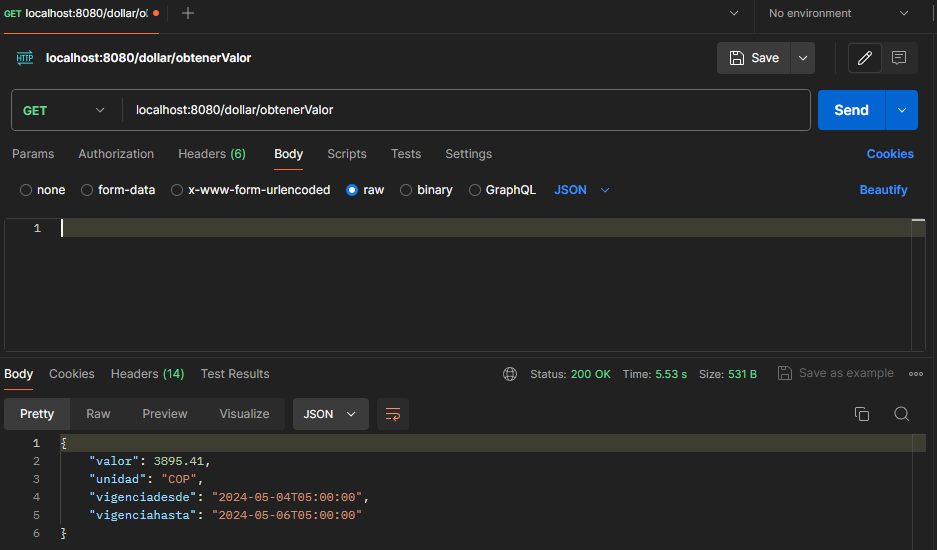 GET localhost:8080/dollar/ol
No environment
HTTP localhost:8080/dollar/obtenerValor
Save
GET localhost:8080/dollar/obtenerValor
Send
Params Authorization Headers (6) Body Scripts Tests Settings Cookies
none form-data x-www-form-urlencoded raw binary GraphQL JSON Beautify
1
Body Cookies Headers (14) Test Results Status: 200 OK Time: 5.53 s Size: 531 B Save as example
Pretty Raw Preview Visualize JSON
1 {
2 "valor": 3895.41,
3 "unidad": "COP",
4 "vigenciadesde": "2024-05-04T05:00:00",
5 "vigenciahasta": "2024-05-06T05:00:00"
6 }